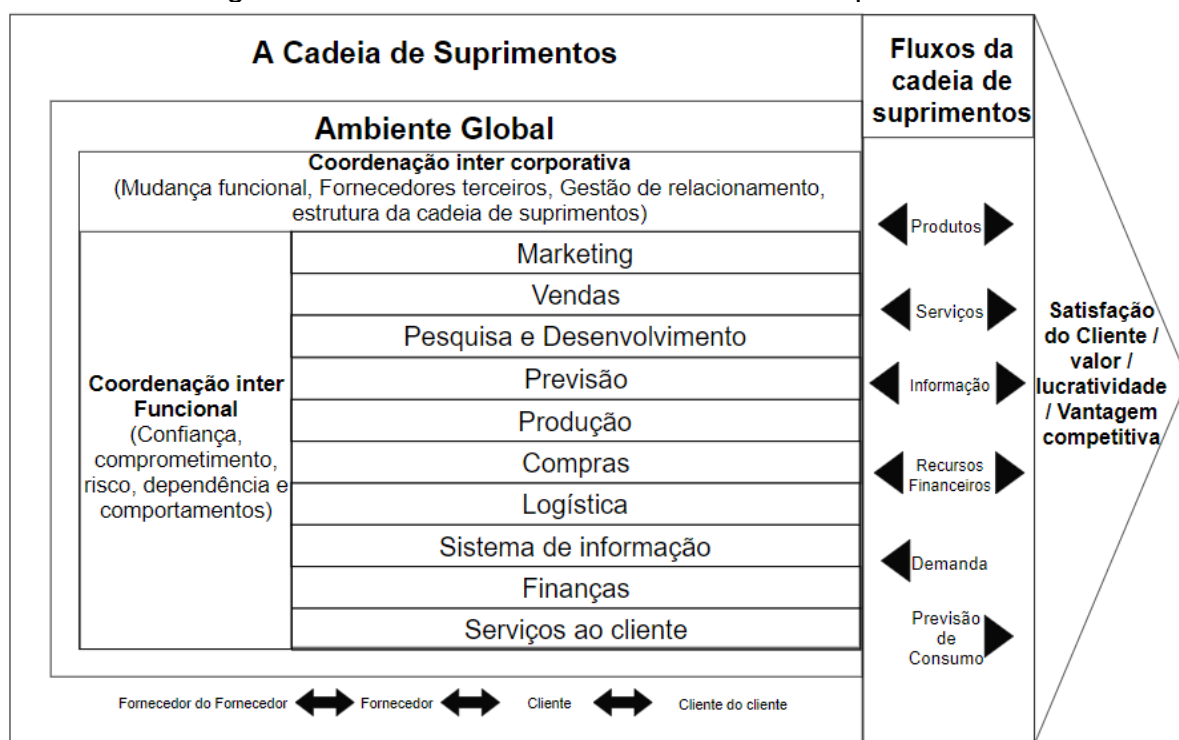 A Cadeia de Suprimentos
Fluxos da
cadeia de
suprimentos
Ambiente Global
Coordenação inter corporativa
(Mudança funcional, Fornecedores terceiros, Gestão de relacionamento,
estrutura da cadeia de suprimentos)
Coordenação inter
Funcional
(Confiança,
comprometimento,
risco, dependência e
comportamentos)
Marketing
Vendas
Pesquisa e Desenvolvimento
Previsão
Produção
Compras
Logística
Sistema de informação
Finanças
Serviços ao cliente
Produtos
Serviços
Informação
Recursos
Financeiros
Demanda
Previsão
de
Consumo
Satisfação
do Cliente /
valor /
lucratividade
/ Vantagem
competitiva
Fornecedor do Fornecedor
Fornecedor
Cliente
Cliente do cliente